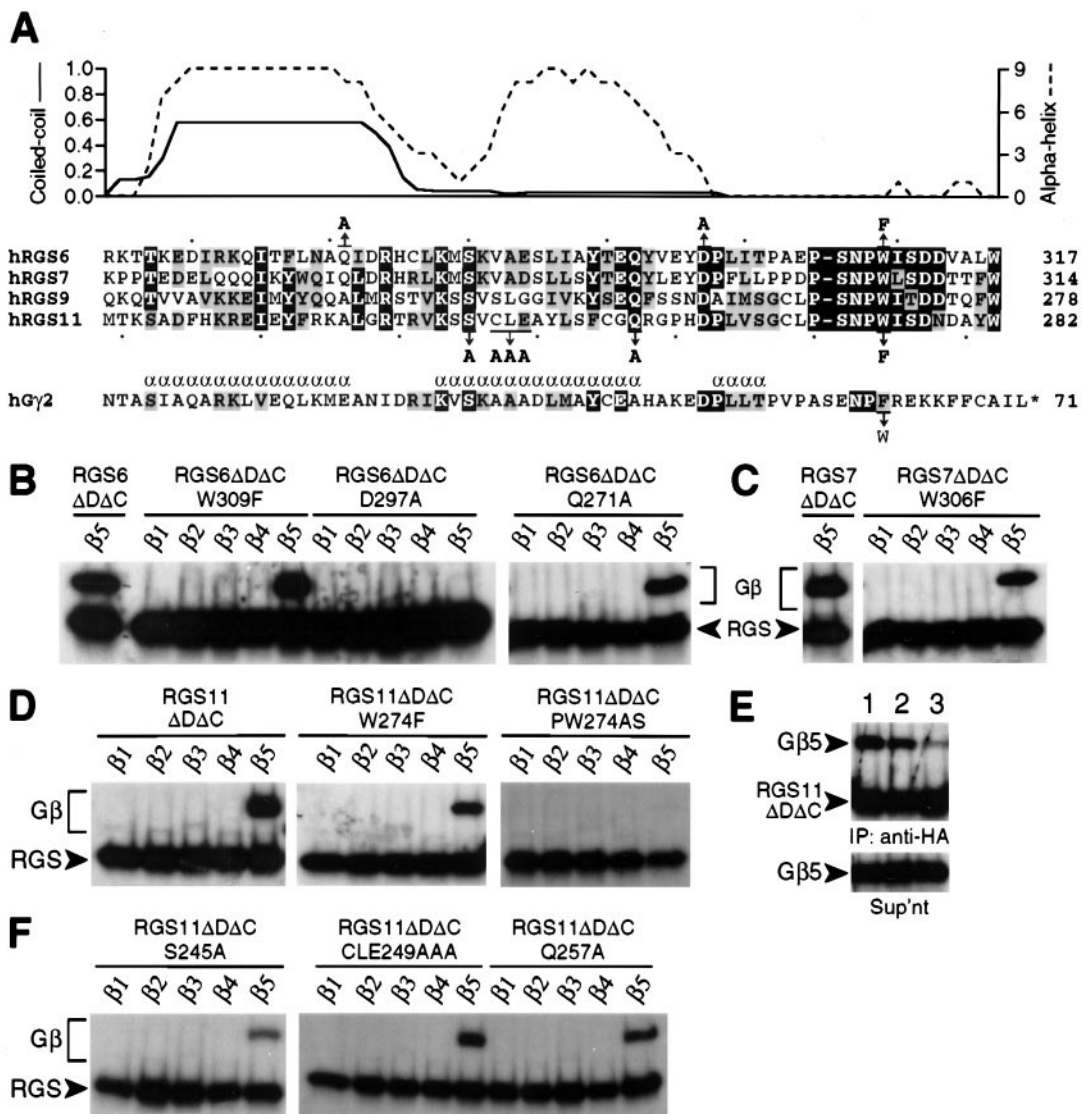 A
Coiled-coil
1.0
0.8
0.6
0.4
0.2
0.0
9
6
3
0
Alpha-helix
A A F
hRGS6 RKTTKEDIRKQITFLNAQIDRHCLKMSKVAESLIAYTEQYVEYDPLITPAEP-SNPWISDDVALW 317
hRGS7 KPPTEDELQQQIKYWQIQLDRHRLKMSKVADSLLSYTEQYLEYDPFLLPPDP-SNPWLSDDTTFW 314
hRGS9 QKQTVVAVKKEIMYYQQALMRSTVKSSVSLGGIVKYSEQFSSNDAIMSGCLP-SNPWITDDTQFW 278
hRGS11 MTKSADFHKREIEYFRKALGRTRVKSSVCLEAYLSFCGQRGPHDPLVSGCLP-SNPWISDNDAYW 282
A AAA A F
αααααααααααααααα αααααααααααααααα αααα
hGγ2 NTASIAQARKLVEQLKMEANIDRIKVSKAAADLMAYCEAHAKEDPLLTPVPASENPFREKKFFCAIL* 71
W
B
RGS6
ΔDΔC
RGS6ΔDΔC
W309F
RGS6ΔDΔC
D297A
RGS6ΔDΔC
Q271A
β5 β1 β2 β3 β4 β5 β1 β2 β3 β4 β5 β1 β2 β3 β4 β5
C
RGS7
ΔDΔC
RGS7ΔDΔC
W306F
β5 β1 β2 β3 β4 β5
Gβ
RGS
D
RGS11
ΔDΔC
RGS11ΔDΔC
W274F
RGS11ΔDΔC
PW274AS
β1 β2 β3 β4 β5 β1 β2 β3 β4 β5 β1 β2 β3 β4 β5
Gβ
RGS
E
1 2 3
Gβ5
RGS11
ΔDΔC
IP: anti-HA
Gβ5
Sup'nt
F
RGS11ΔDΔC
S245A
RGS11ΔDΔC
CLE249AAA
RGS11ΔDΔC
Q257A
β1 β2 β3 β4 β5 β1 β2 β3 β4 β5 β1 β2 β3 β4 β5
Gβ
RGS